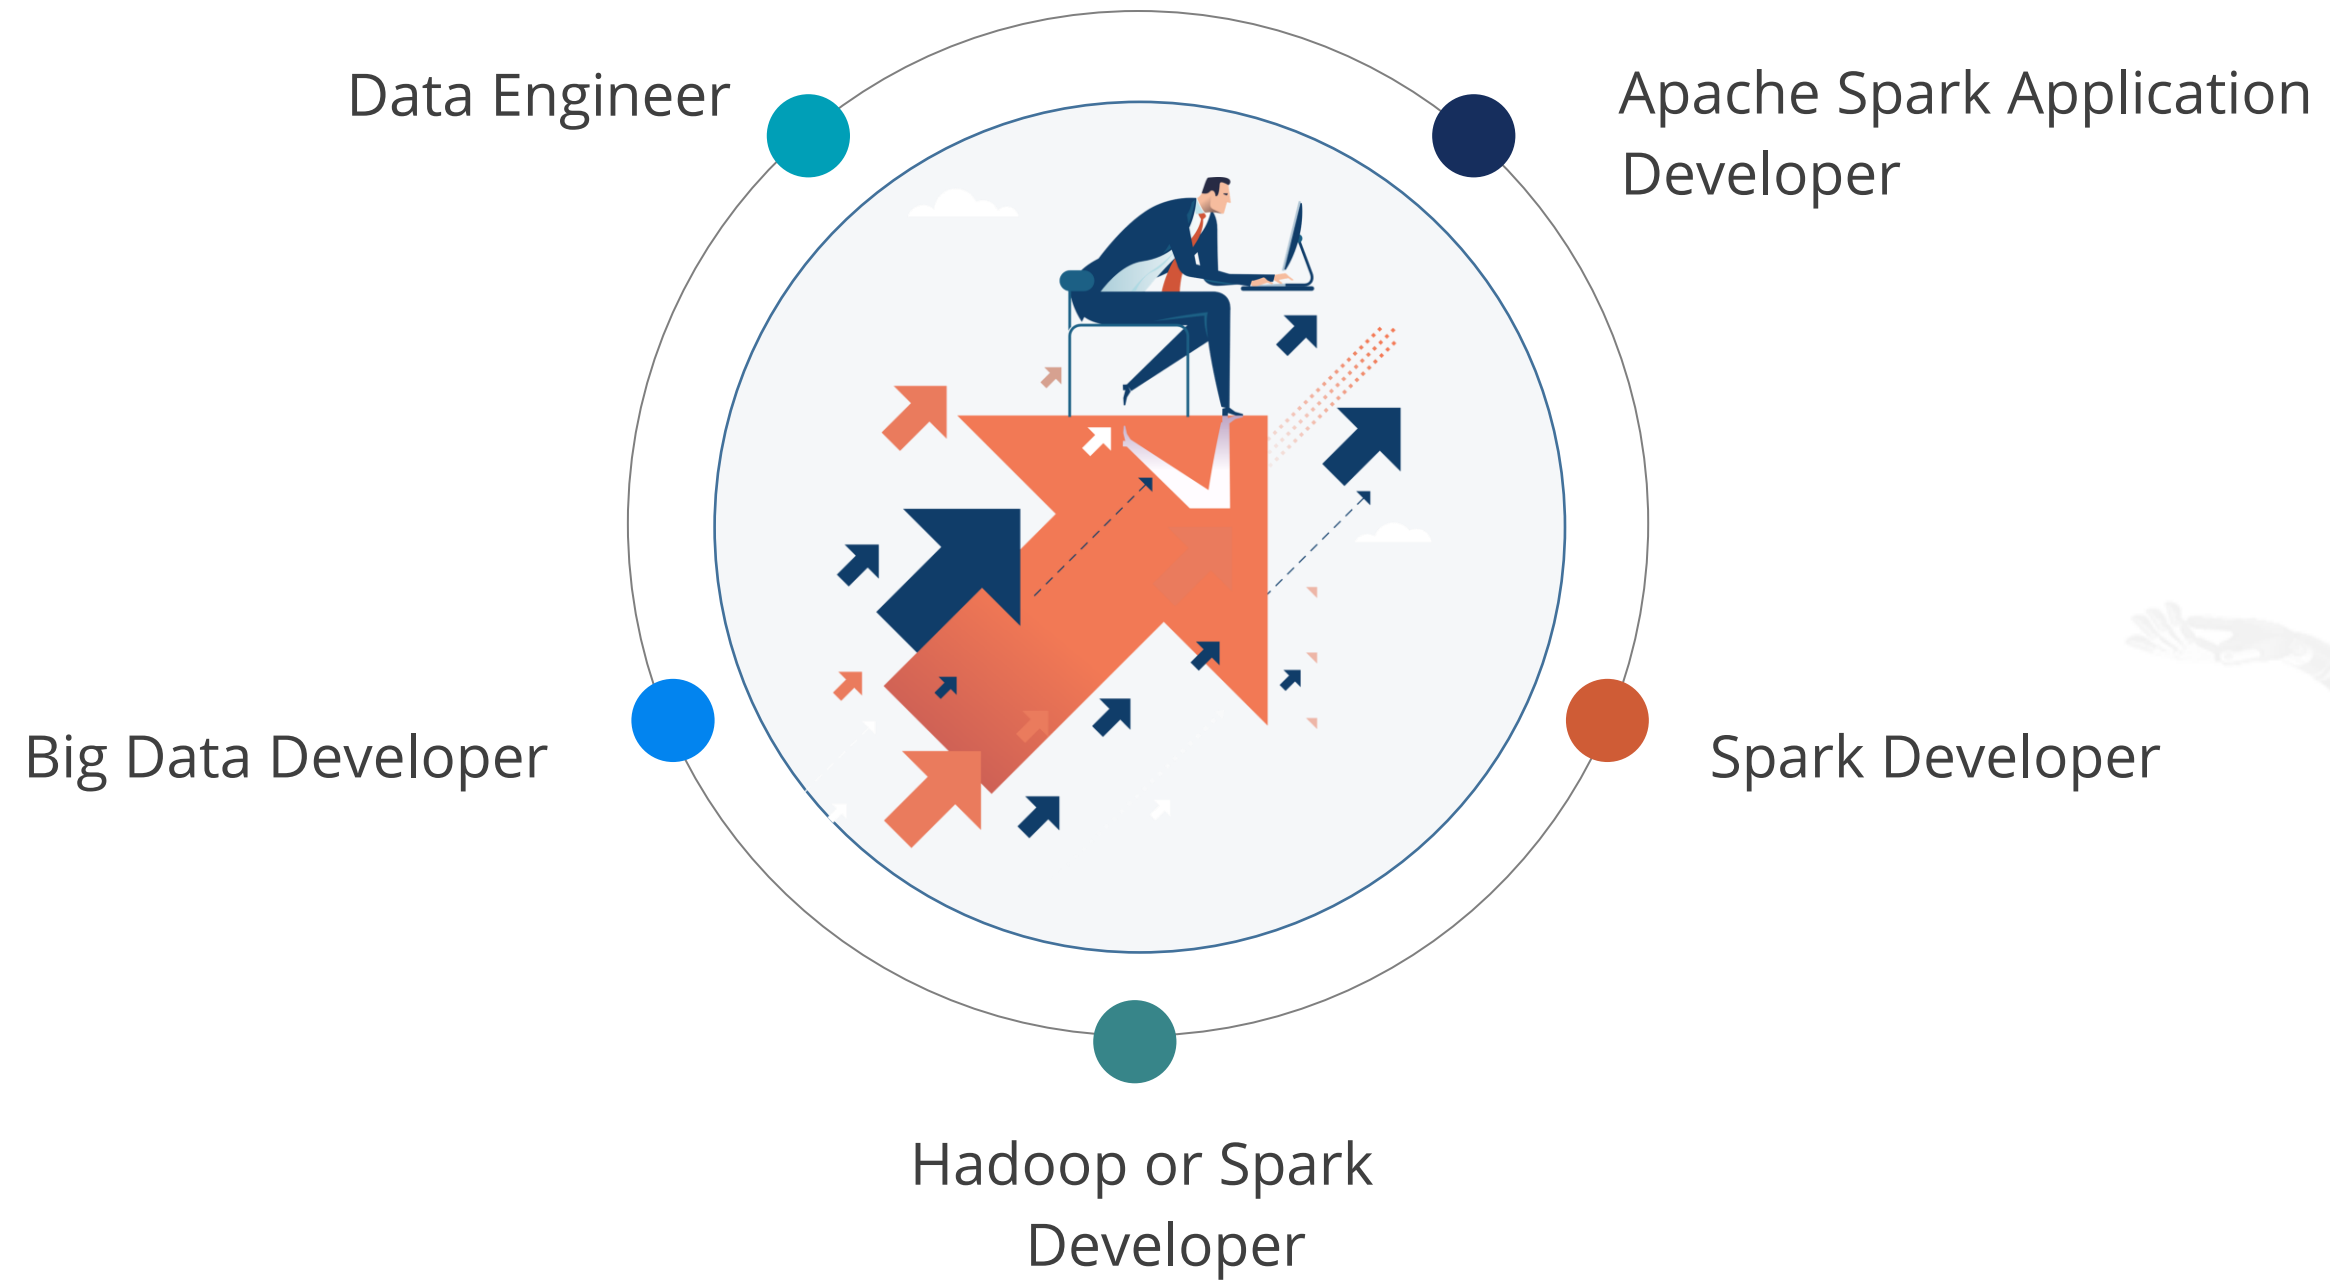 Data Engineer
Apache Spark Application
Developer
Big Data Developer
Spark Developer
Hadoop or Spark
Developer